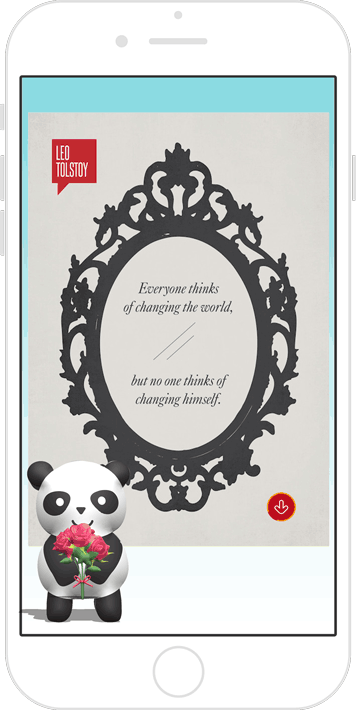 LEO
TOLSTOY
Everyone thinks
of changing the world,
but no one thinks of
changing himself.